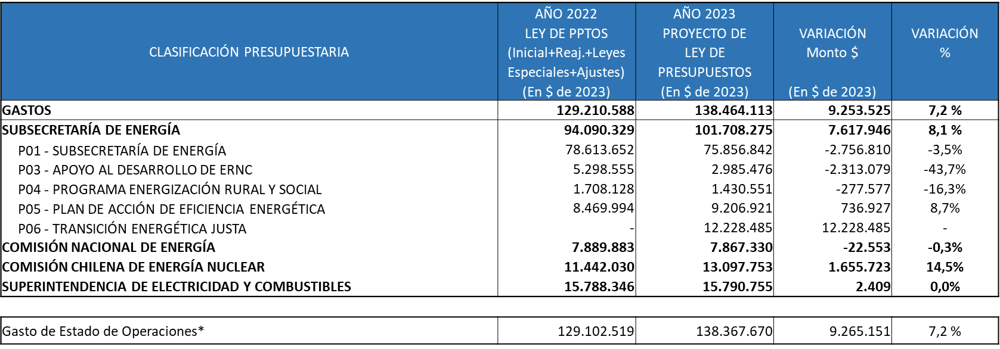 CLASIFICACIÓN PRESUPUESTARIA
AÑO 2022
LEY DE PPTOS
(Inicial+Reaj.+Leyes
Especiales+Ajustes)
(En $ de 2023)
AÑO 2023
PROYECTO DE
LEY DE
PRESUPUESTOS
(En $ de 2023)
VARIACIÓN
Monto $
(En $ de 2023)
VARIACIÓN
%
GASTOS 129.210.588 138.464.113 9.253.525 7,2 %
SUBSECRETARÍA DE ENERGÍA 94.090.329 101.708.275 7.617.946 8,1 %
P01 - SUBSECRETARÍA DE ENERGÍA 78.613.652 75.856.842 -2.756.810 -3,5%
P03 - APOYO AL DESARROLLO DE ERNC 5.298.555 2.985.476 -2.313.079 -43,7%
P04 - PROGRAMA ENERGIZACIÓN RURAL Y SOCIAL 1.708.128 1.430.551 -277.577 -16,3%
P05 - PLAN DE ACCIÓN DE EFICIENCIA ENERGÉTICA 8.469.994 9.206.921 736.927 8,7%
P06 - TRANSICIÓN ENERGÉTICA JUSTA - 12.228.485 12.228.485 -
COMISIÓN NACIONAL DE ENERGÍA 7.889.883 7.867.330 -22.553 -0,3%
COMISIÓN CHILENA DE ENERGÍA NUCLEAR 11.442.030 13.097.753 1.655.723 14,5%
SUPERINTENDENCIA DE ELECTRICIDAD Y COMBUSTIBLES 15.788.346 15.790.755 2.409 0,0%
Gasto de Estado de Operaciones* 129.102.519 138.367.670 9.265.151 7,2 %